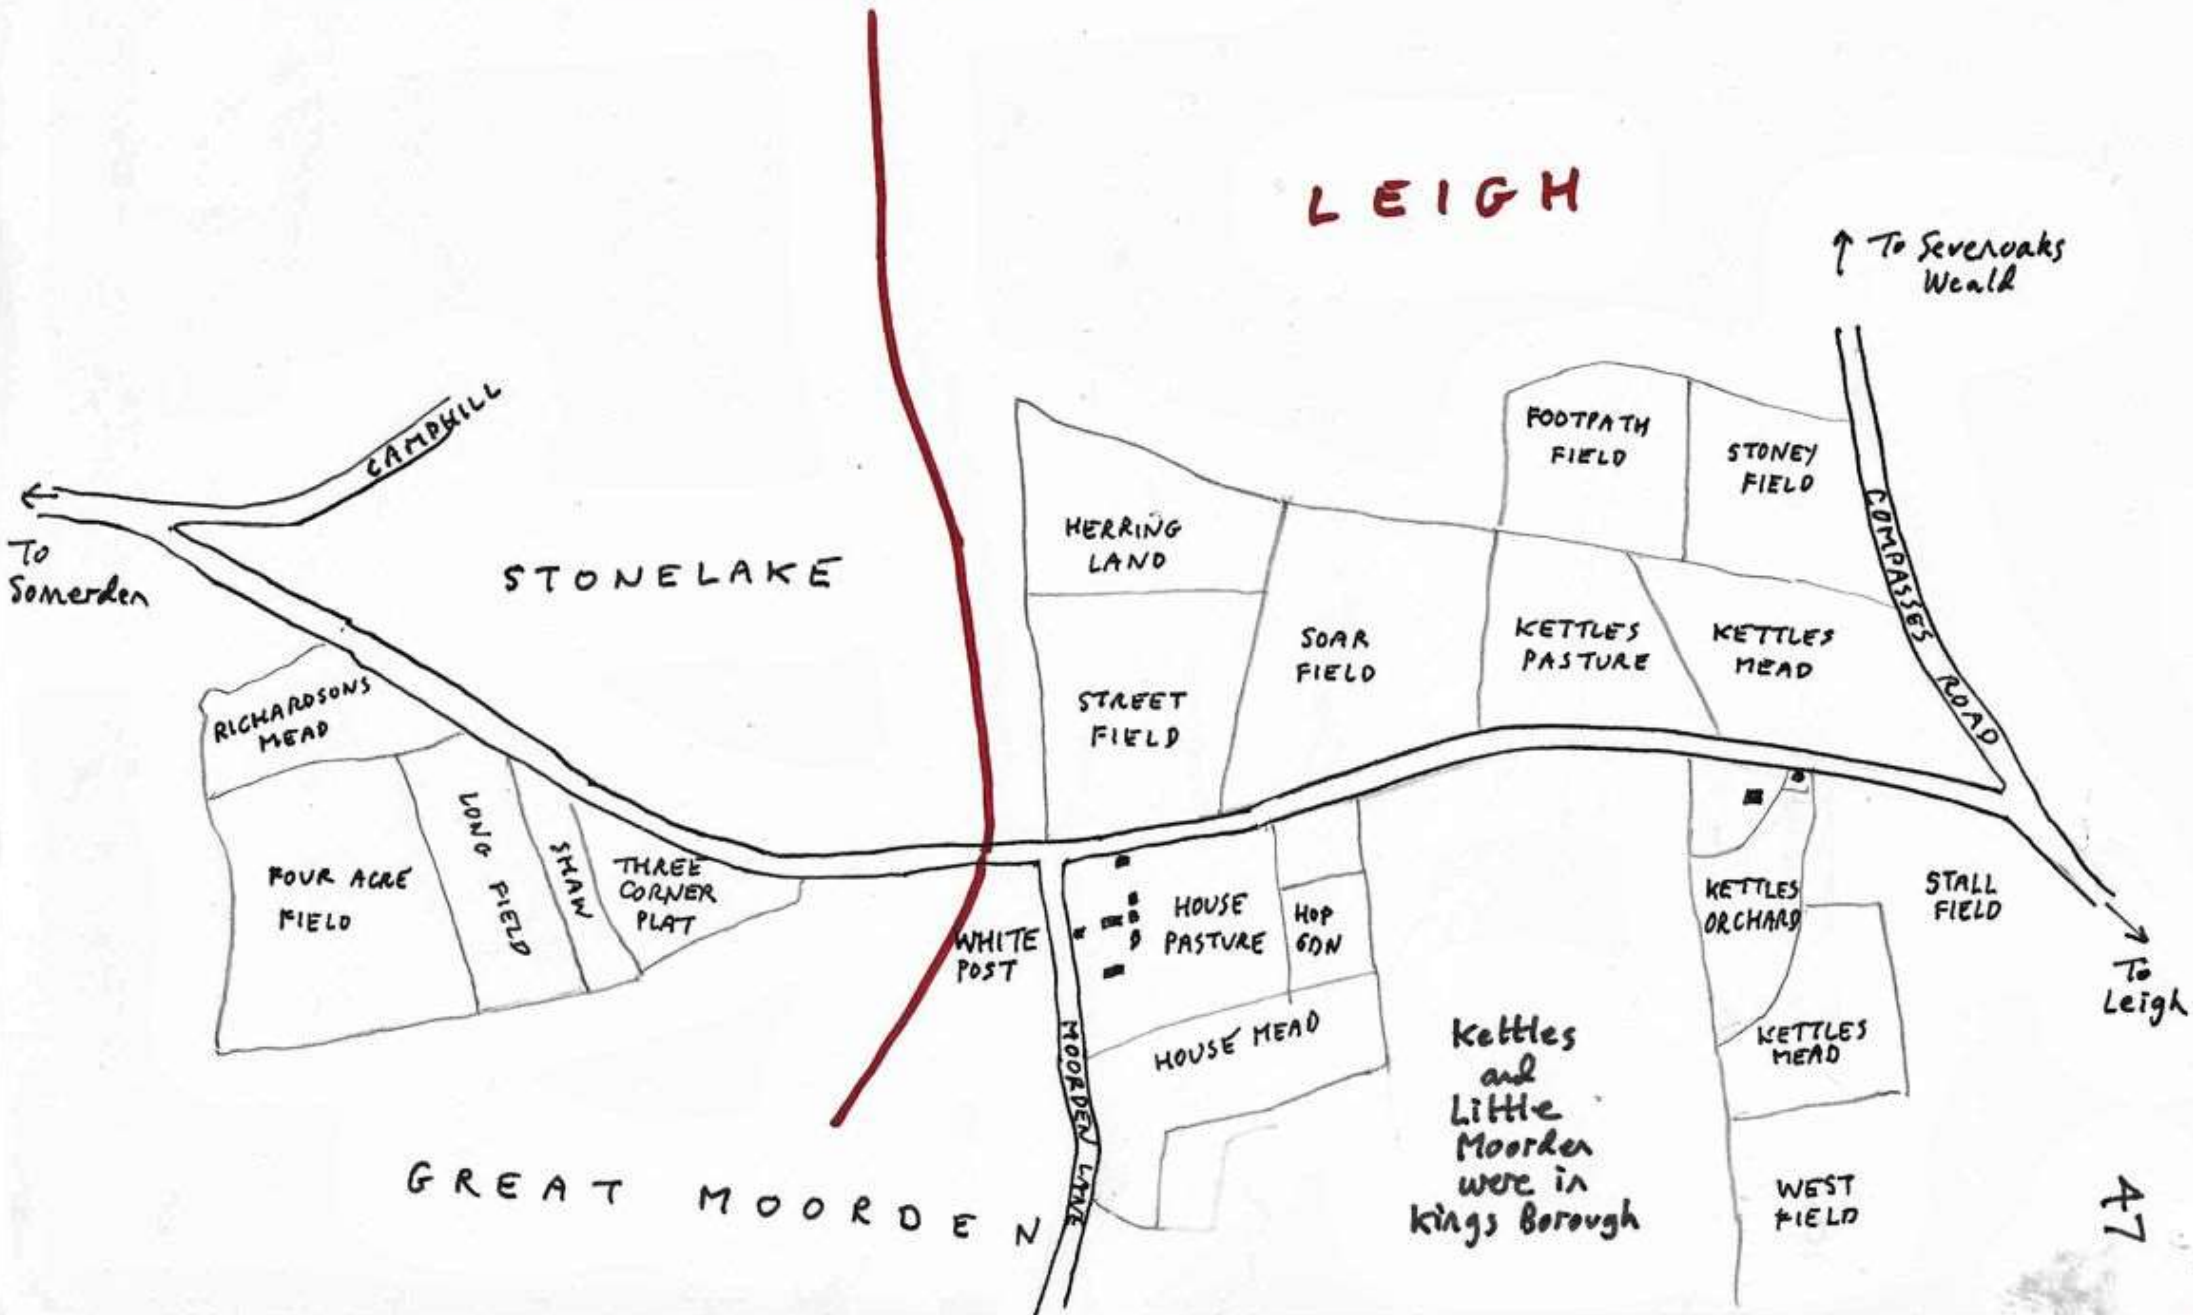 LEIGH
↑ To Sevenoaks
Weald
CAMPHILL
FOOTPATH
FIELD
STONEY
FIELD
To
Somerden
STONELAKE
HERRING
LAND
COMPASSES ROAD
SOAR
FIELD
KETTLES
PASTURE
KETTLES
MEAD
RICHARDSONS
MEAD
STREET
FIELD
FOUR ACRE
FIELD
LONG FIELD
SHAW
THREE
CORNER
PLAT
WHITE
POST
HOUSE
PASTURE
HOP
GDN
KETTLES
ORCHARD
STALL
FIELD
To
Leigh
HOUSE MEAD
MOORDEN LANE
Kettles
and
Little
Moorden
were in
Kings Borough
KETTLES
MEAD
GREAT MOORDEN
WEST
FIELD
47